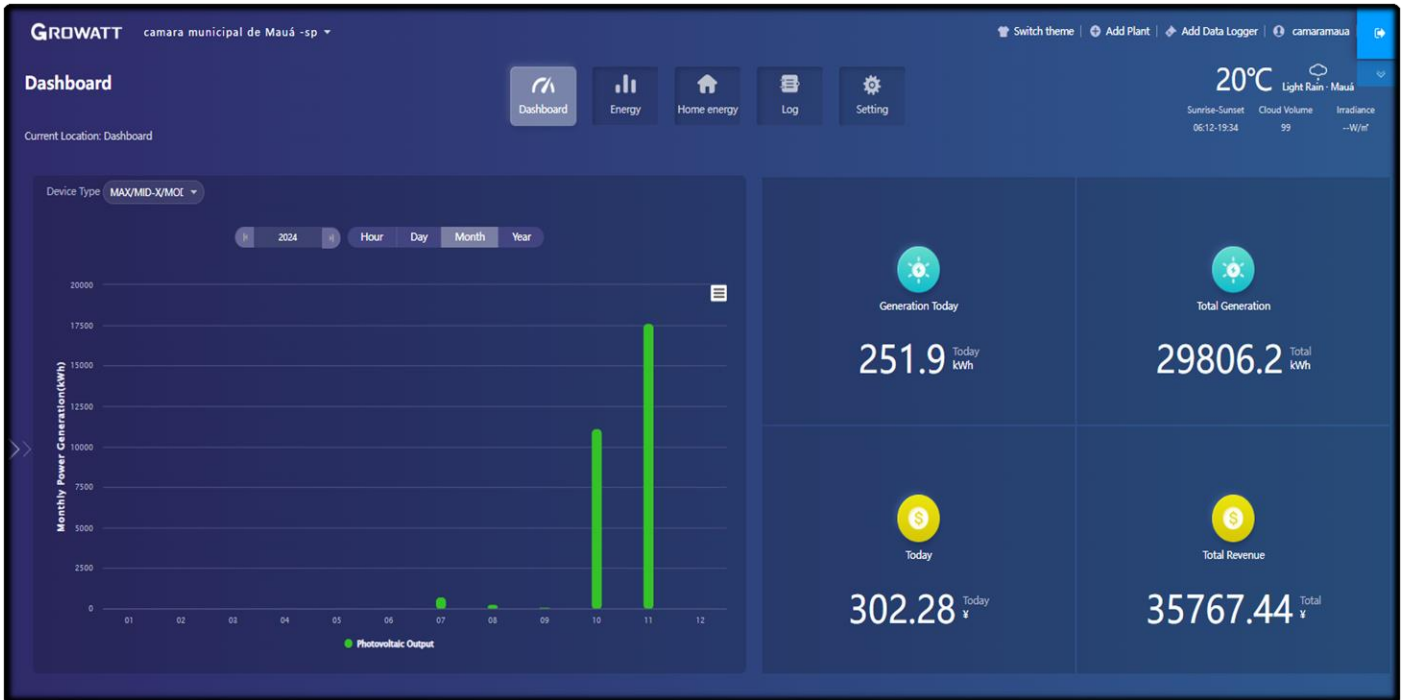 GROWATT camara municipal de Mauá -sp
Switch theme | Add Plant | Add Data Logger | camaramaua
Dashboard
Dashboard
Energy
Home energy
Log
Setting
20℃ Light Rain · Mauá
Sunrise-Sunset Cloud Volume Irradiance
06:12-19:34 99 --W/㎡
Current Location: Dashboard
Device Type MAX/MID-X/MOI
2024 Hour Day Month Year
Monthly Power Generation(kWh)
20000
17500
15000
12500
10000
7500
5000
2500
0
01 02 03 04 05 06 07 08 09 10 11 12
Photovoltaic Output
Generation Today
251.9 Today kWh
Total Generation
29806.2 Total kWh
Today
302.28 Today ¥
Total Revenue
35767.44 Total ¥